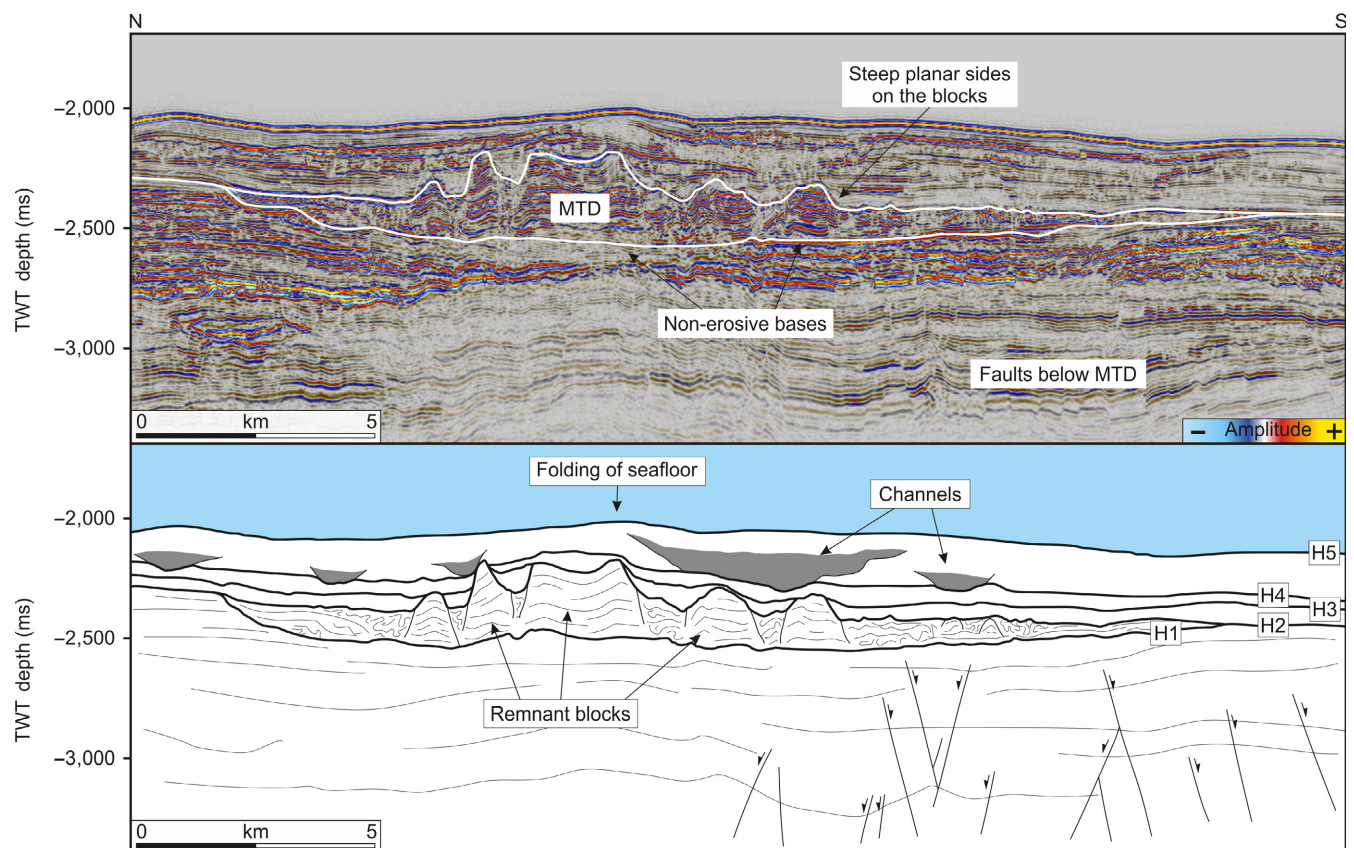 N
S
Steep planar sides
on the blocks
–2,000
MTD
–2,500
TWT depth (ms)
Non-erosive bases
–3,000
Faults below MTD
0 km 5
– Amplitude +
Folding of seafloor
Channels
–2,000
H5
H4
H3
H2
H1
–2,500
TWT depth (ms)
Remnant blocks
–3,000
0 km 5